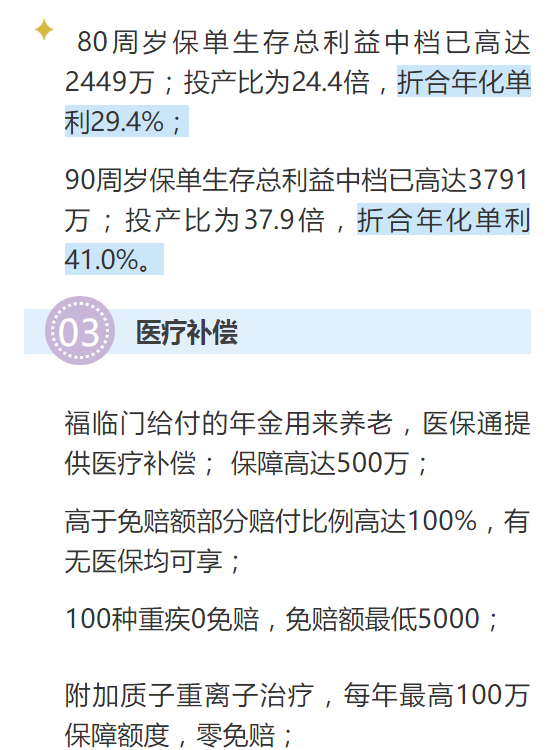 80周岁保单生存总利益中档已高达
2449万；投产比为24.4倍，折合年化单
利29.4%；
90周岁保单生存总利益中档已高达3791
万；投产比为37.9倍，折合年化单利
41.0%。
03 医疗补偿
福临门给付的年金用来养老，医保通提
供医疗补偿； 保障高达500万；
高于免赔额部分赔付比例高达100%，有
无医保均可享；
100种重疾0免赔，免赔额最低5000；
附加质子重离子治疗，每年最高100万
保障额度，零免赔；